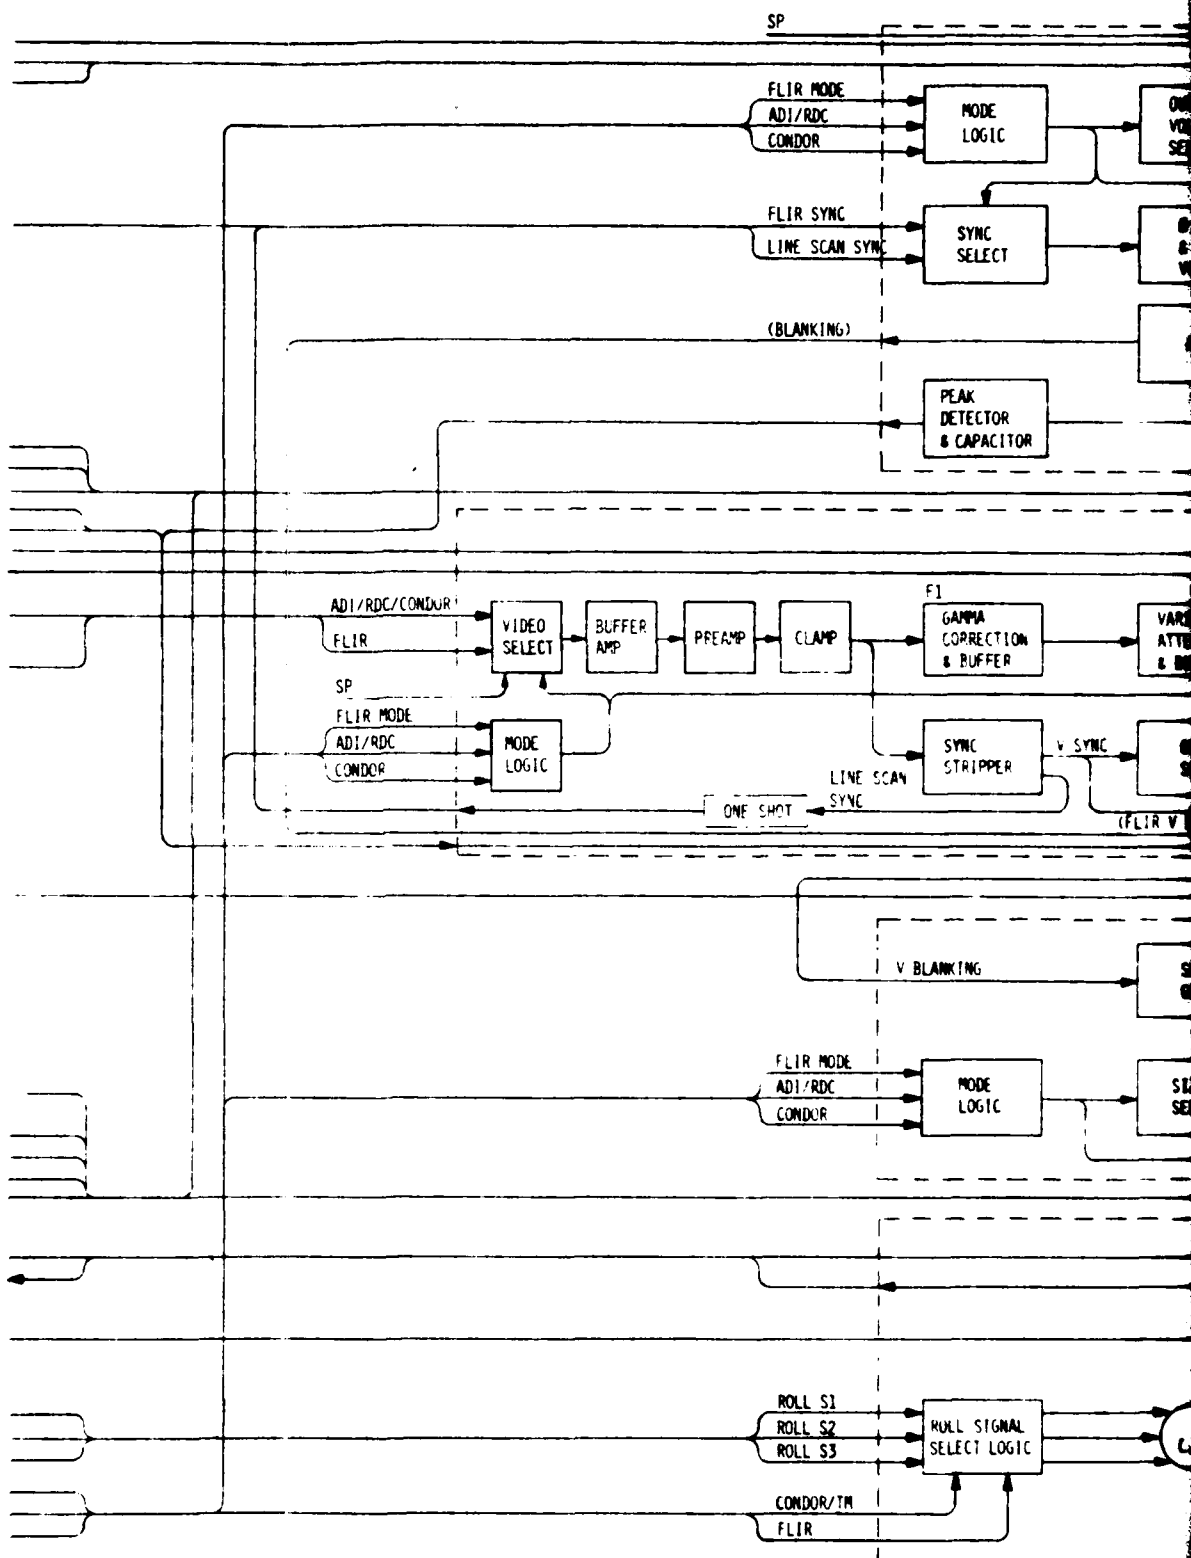 SP
FLIR MODE
ADI/RDC
CONDOR
MODE
LOGIC
FLIR SYNC
LINE SCAN SYNC
SYNC
SELECT
(BLANKING)
PEAK
DETECTOR
& CAPACITOR
ADI/RDC/CONDOR
FLIR
VIDEO
SELECT
BUFFER
AMP
PREAMP
CLAMP
F1
GAMMA
CORRECTION
& BUFFER
SP
FLIR MODE
ADI/RDC
CONDOR
MODE
LOGIC
SYNC
STRIPPER
V SYNC
LINE SCAN
SYNC
ONE SHOT
(FLIR V
V BLANKING
FLIR MODE
ADI/RDC
CONDOR
MODE
LOGIC
ROLL S1
ROLL S2
ROLL S3
ROLL SIGNAL
SELECT LOGIC
CONDOR/TM
FLIR